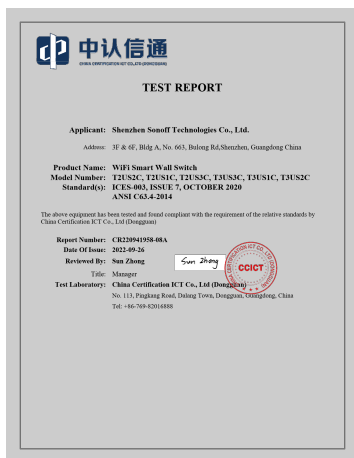 中认信通
CHINA CERTIFICATION ICT CO., LTD (DONGGUAN)
TEST REPORT
Applicant: Shenzhen Sonoff Technologies Co., Ltd.
Address: 3F & 6F, Bldg A, No. 663, Bulong Rd,Shenzhen, Guangdong China
Product Name: WiFi Smart Wall Switch
Model Number: T2US2C, T2US1C, T2US3C, T3US3C, T3US1C, T3US2C
Standard(s): ICES-003, ISSUE 7, OCTOBER 2020
ANSI C63.4-2014
The above equipment has been tested and found compliant with the requirement of the relative standards by
China Certification ICT Co., Ltd (Dongguan)
Report Number: CR220941958-08A
Date Of Issue: 2022-09-26
Reviewed By: Sun Zhong
Sun Zhong
Title: Manager
Test Laboratory: China Certification ICT Co., Ltd (Dongguan)
No. 113, Pingkang Road, Dalang Town, Dongguan, Guangdong, China
Tel: +86-769-82016888
CHINA CERTIFICATION ICT CO., LTD (DONGGUAN)
CCICT